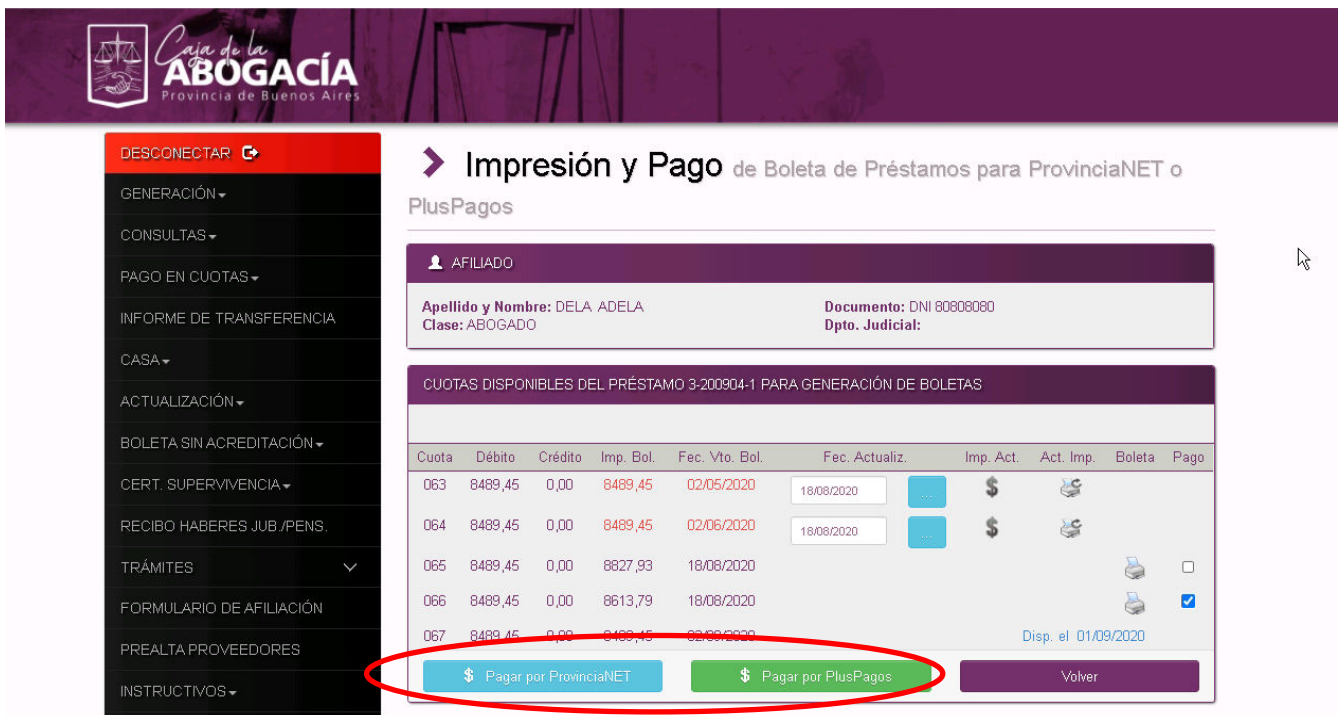 Caja de la
ABOGACÍA
Provincia de Buenos Aires
DESCONECTAR
GENERACIÓN
CONSULTAS
PAGO EN CUOTAS
INFORME DE TRANSFERENCIA
CASA
ACTUALIZACIÓN
BOLETA SIN ACREDITACIÓN
CERT. SUPERVIVENCIA
RECIBO HABERES JUB./PENS.
TRÁMITES
FORMULARIO DE AFILIACIÓN
PREALTA PROVEEDORES
INSTRUCTIVOS
Impresión y Pago de Boleta de Préstamos para ProvinciaNET o
PlusPagos
AFILIADO
Apellido y Nombre: DELA ADELA Documento: DNI 80808080
Clase: ABOGADO Dpto. Judicial:
CUOTAS DISPONIBLES DEL PRÉSTAMO 3-200904-1 PARA GENERACIÓN DE BOLETAS
Cuota Débito Crédito Imp. Bol. Fec. Vto. Bol. Fec. Actualiz. Imp. Act. Act. Imp. Boleta Pago
063 8489,45 0,00 8489,45 02/05/2020 18/08/2020 ... $
064 8489,45 0,00 8489,45 02/06/2020 18/08/2020 ... $
065 8489,45 0,00 8827,93 18/08/2020
066 8489,45 0,00 8613,79 18/08/2020
067 8489,45 0,00 8489,45 02/09/2020 Disp. el 01/09/2020
$ Pagar por ProvinciaNET $ Pagar por PlusPagos Volver